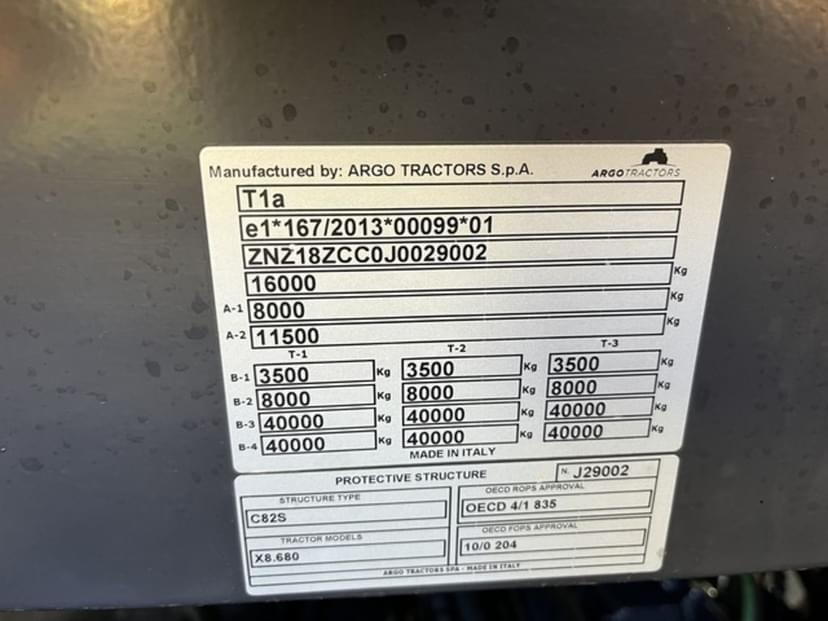 Manufactured by: ARGO TRACTORS S.p.A. ARGOTRACTORS
T1a
e1*167/2013*00099*01
ZNZ18ZCC0J0029002
16000 Kg
A-1 8000 Kg
A-2 11500 Kg
T-1 T-2 T-3
B-1 3500 Kg 3500 Kg 3500 Kg
B-2 8000 Kg 8000 Kg 8000 Kg
B-3 40000 Kg 40000 Kg 40000 Kg
B-4 40000 Kg 40000 Kg 40000 Kg
MADE IN ITALY
PROTECTIVE STRUCTURE N. J29002
STRUCTURE TYPE OECD ROPS APPROVAL
C82S OECD 4/1 835
TRACTOR MODELS OECD FOPS APPROVAL
X8.680 10/0 204
ARGO TRACTORS SPA - MADE IN ITALY